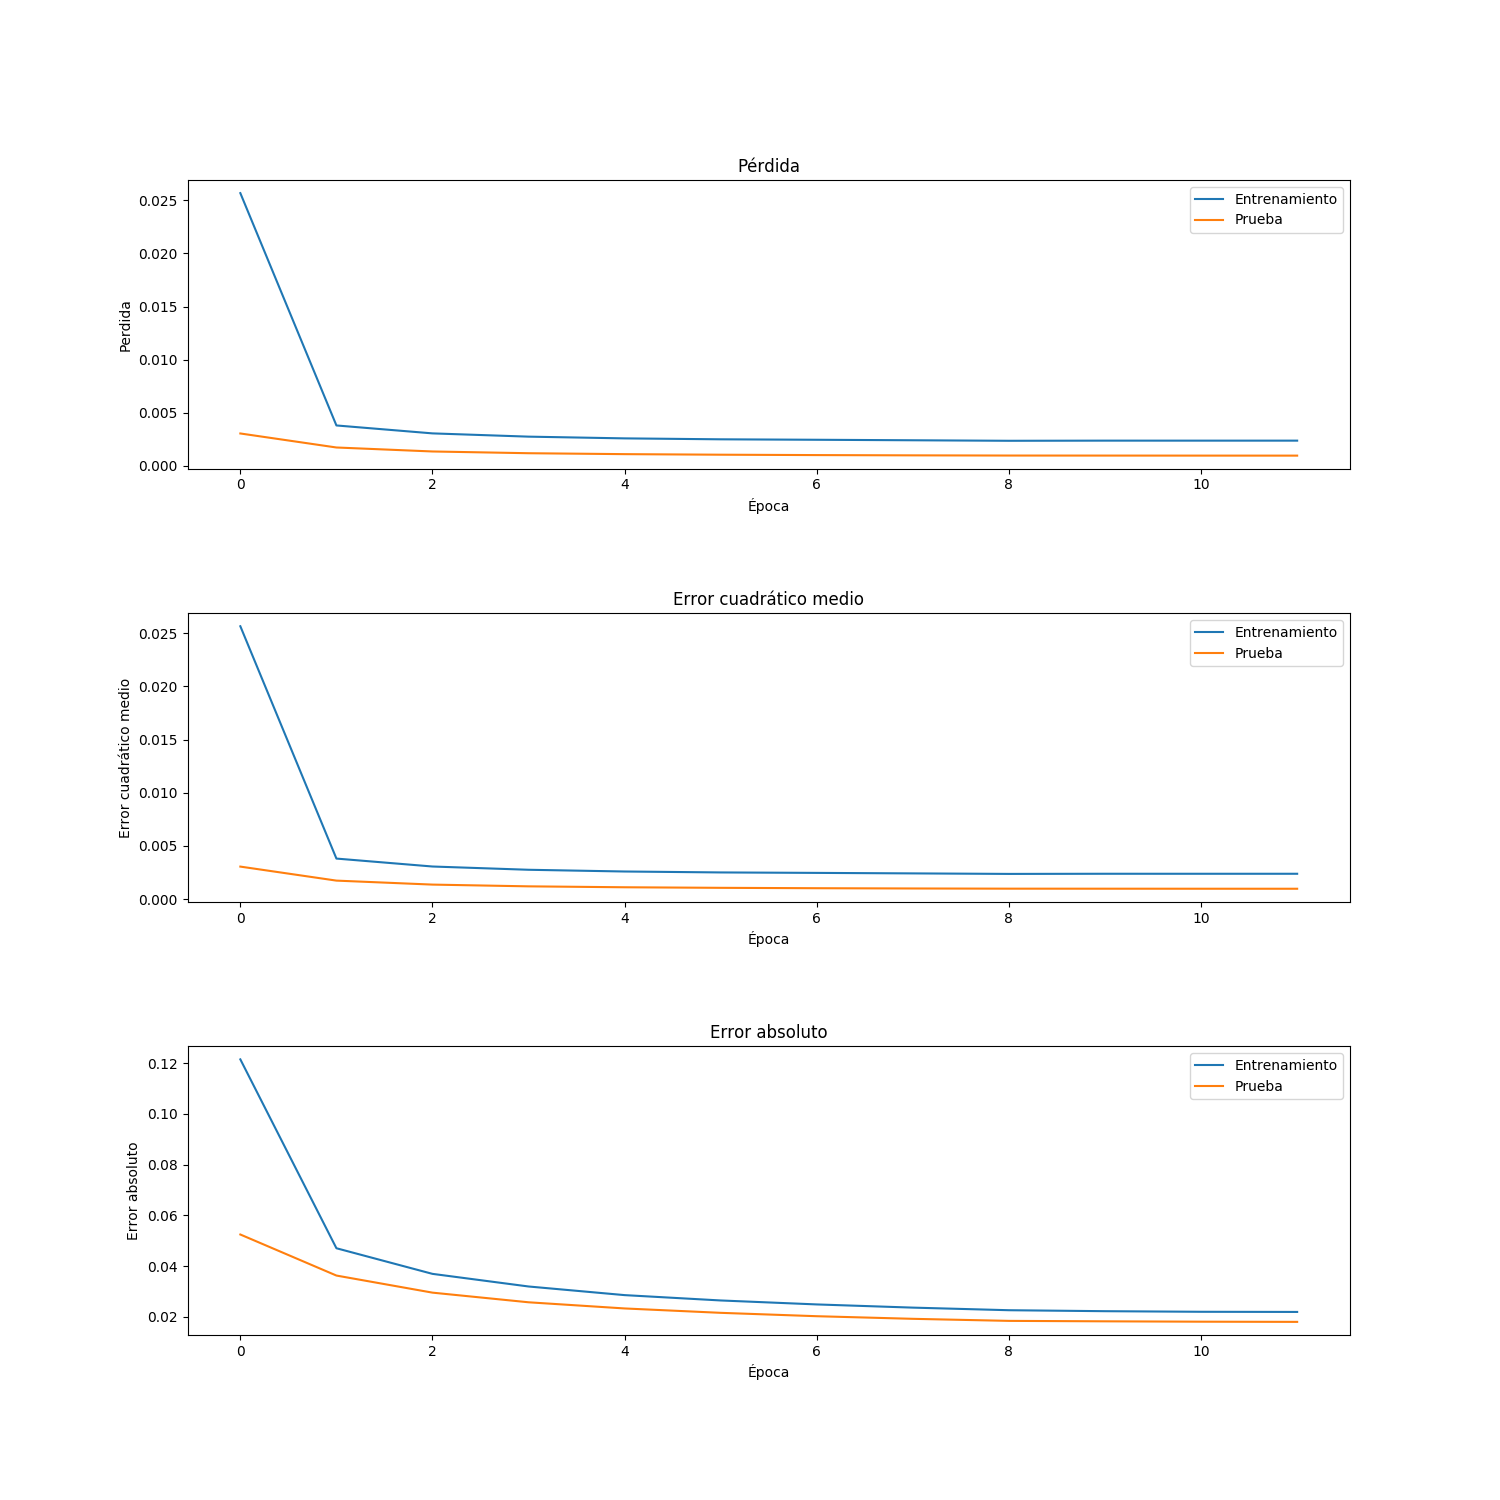 Pérdida
0.025
0.020
0.015
0.010
0.005
0.000
Perdida
Entrenamiento
Prueba
0 2 4 6 8 10
Época
Error cuadrático medio
0.025
0.020
0.015
0.010
0.005
0.000
Error cuadrático medio
Entrenamiento
Prueba
0 2 4 6 8 10
Época
Error absoluto
0.12
0.10
0.08
0.06
0.04
0.02
Error absoluto
Entrenamiento
Prueba
0 2 4 6 8 10
Época